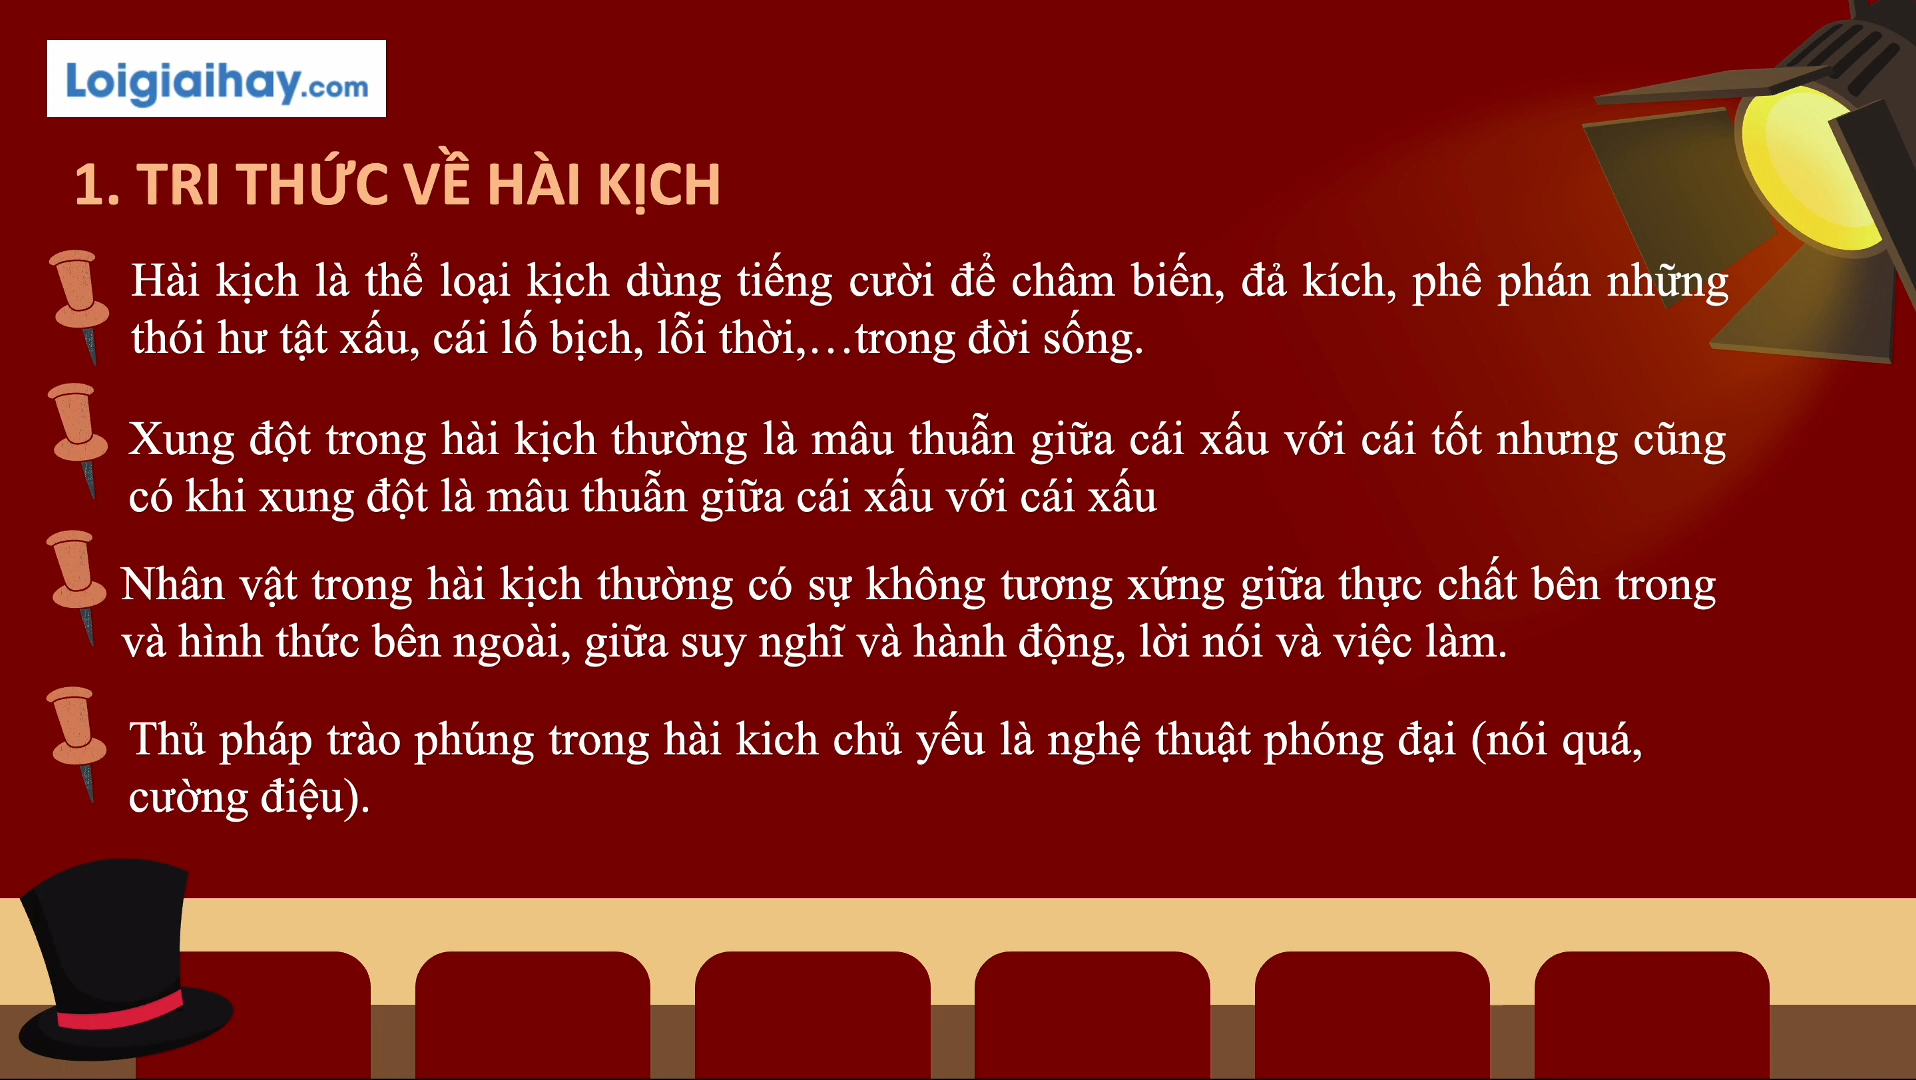 Loigiaihay.com
1. TRI THỨC VỀ HÀI KỊCH
Hài kịch là thể loại kịch dùng tiếng cười để châm biến, đả kích, phê phán những
thói hư tật xấu, cái lố bịch, lỗi thời,…trong đời sống.
Xung đột trong hài kịch thường là mâu thuẫn giữa cái xấu với cái tốt nhưng cũng
có khi xung đột là mâu thuẫn giữa cái xấu với cái xấu
Nhân vật trong hài kịch thường có sự không tương xứng giữa thực chất bên trong
và hình thức bên ngoài, giữa suy nghĩ và hành động, lời nói và việc làm.
Thủ pháp trào phúng trong hài kich chủ yếu là nghệ thuật phóng đại (nói quá,
cường điệu).